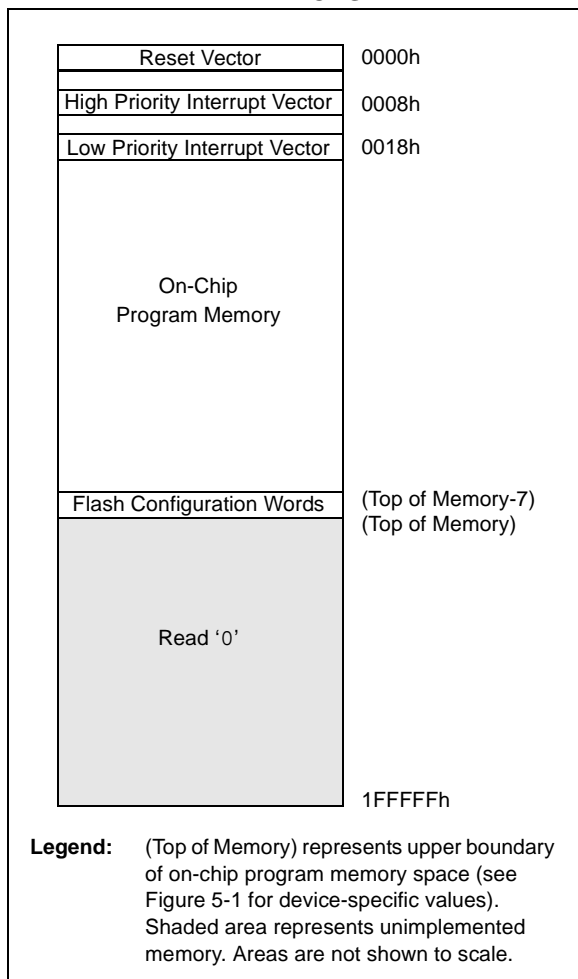 Reset Vector 0000h
High Priority Interrupt Vector 0008h
Low Priority Interrupt Vector 0018h
On-Chip
Program Memory
Flash Configuration Words (Top of Memory-7)
(Top of Memory)
Read ‘0’
1FFFFFh
Legend: (Top of Memory) represents upper boundary
of on-chip program memory space (see
Figure 5-1 for device-specific values).
Shaded area represents unimplemented
memory. Areas are not shown to scale.